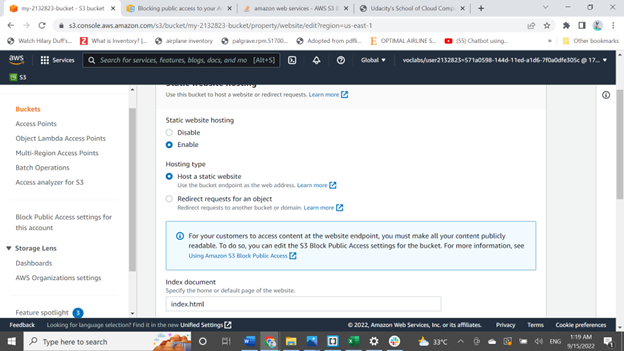 my-2132823-bucket - S3 bucket
Blocking public access to your A
amazon web services - AWS S3 b
Udacity's School of Cloud Comp
s3.console.aws.amazon.com/s3/bucket/my-2132823-bucket/property/website/edit?region=us-east-1
Watch Hilary Duff's...
What is Inventory? |...
airplane inventory
palgrave.rpm.51700...
Adopted from pdfli...
OPTIMAL AIRLINE S...
(55) Chatbot using...
»
Other bookmarks
aws
Services
Search for services, features, blogs, docs, and mo
[Alt+S]
Global
S3
Buckets
Access Points
Object Lambda Access Points
Multi-Region Access Points
Batch Operations
Access analyzer for S3
Block Public Access settings for
this account
Storage Lens
Dashboards
AWS Organizations settings
Feature spotlight 3
Static website hosting
Use this bucket to host a website or redirect requests. Learn more
Static website hosting
Disable
Enable
Hosting type
Host a static website
Use the bucket endpoint as the web address. Learn more
Redirect requests for an object
Redirect requests to another bucket or domain. Learn more
For your customers to access content at the website endpoint, you must make all your content publicly
readable. To do so, you can edit the S3 Block Public Access settings for the bucket. For more information, see
Using Amazon S3 Block Public Access
Index document
Specify the home or default page of the website.
index.html
Feedback
Looking for language selection? Find it in the new Unified Settings
© 2022, Amazon Web Services, Inc. or its affiliates.
Privacy
Terms
Cookie preferences
Type here to search
33°C
ENG
1:19 AM
9/15/2022